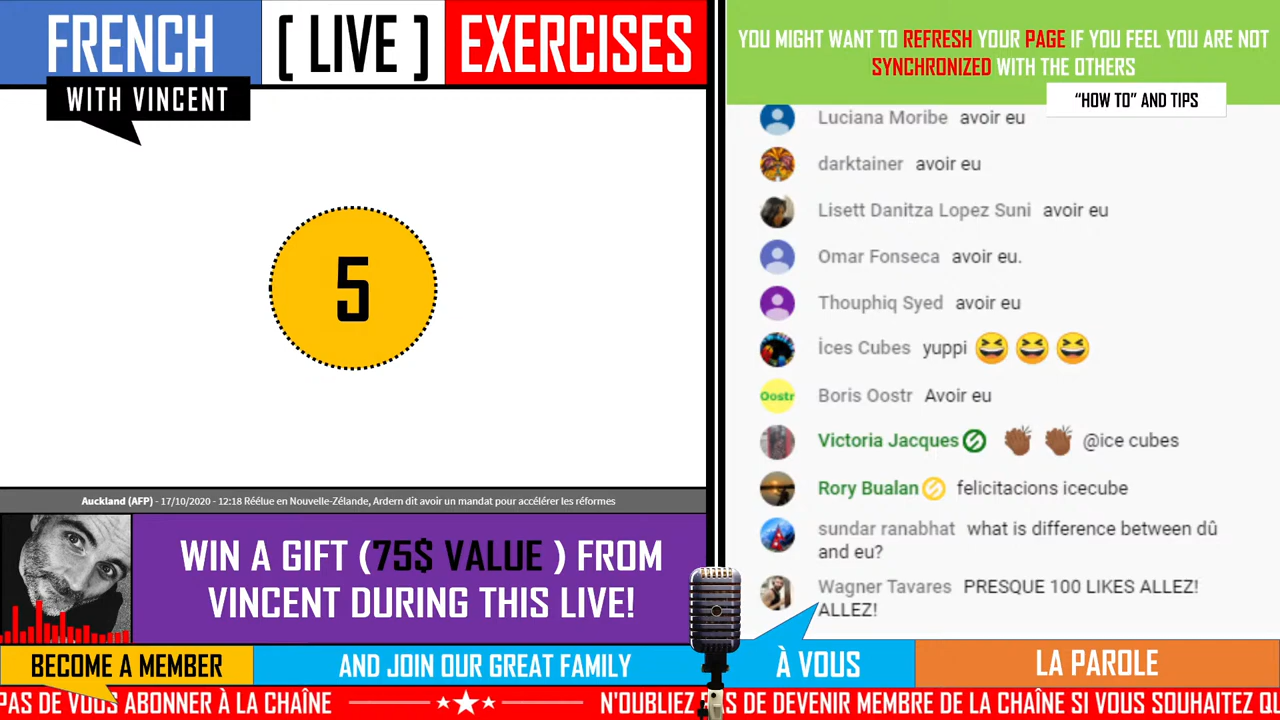 FRENCH
WITH VINCENT
[ LIVE ]
EXERCISES
5
Auckland (AFP) - 17/10/2020 - 12:18 Réélue en Nouvelle-Zélande, Ardern dit avoir un mandat pour accélérer les réformes
WIN A GIFT (75$ VALUE ) FROM
VINCENT DURING THIS LIVE!
BECOME A MEMBER
AND JOIN OUR GREAT FAMILY
YOU MIGHT WANT TO REFRESH YOUR PAGE IF YOU FEEL YOU ARE NOT
SYNCHRONIZED WITH THE OTHERS
“HOW TO” AND TIPS
Luciana Moribe avoir eu
darktainer avoir eu
Lisett Danitza Lopez Suni avoir eu
Omar Fonseca avoir eu.
Thouphiq Syed avoir eu
İces Cubes yuppi 😆 😆 😆
Boris Oostr Avoir eu
Oostr
Victoria Jacques 👏🏾 👏🏾 @ice cubes
Rory Bualan felicitacions icecube
sundar ranabhat what is difference between dû
and eu?
Wagner Tavares PRESQUE 100 LIKES ALLEZ!
ALLEZ!
À VOUS
LA PAROLE
PAS DE VOUS ABONNER À LA CHAÎNE
N'OUBLIEZ PAS DE DEVENIR MEMBRE DE LA CHAÎNE SI VOUS SOUHAITEZ